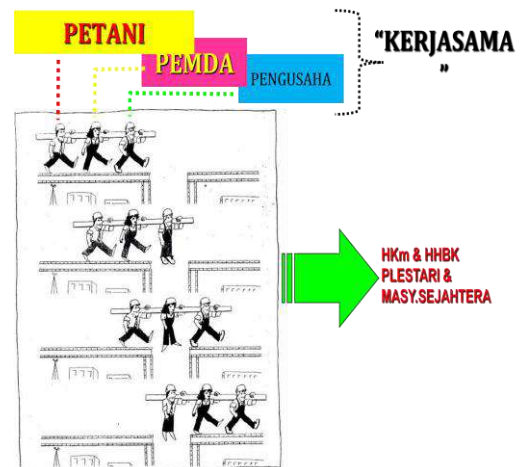 PETANI
PEMDA
PENGUSAHA
“KERJASAMA
”
HKm & HHBK
PLESTARI &
MASY.SEJAHTERA